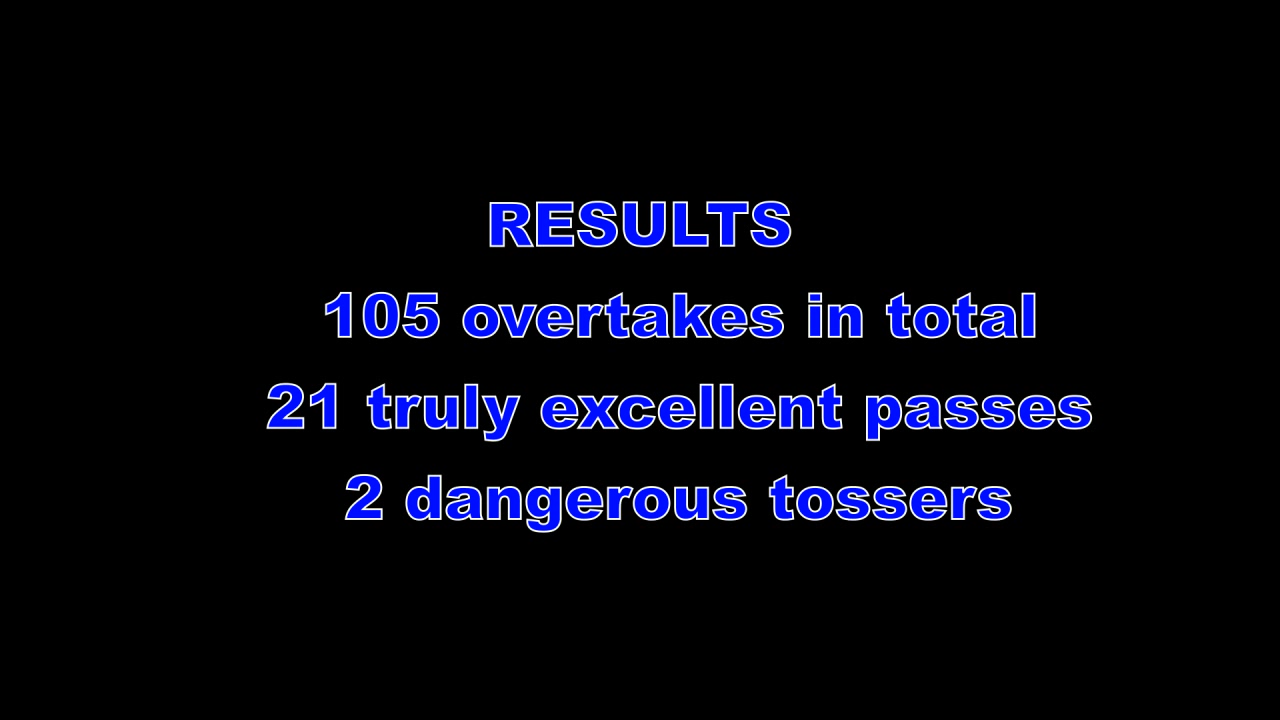 RESULTS
105 overtakes in total
21 truly excellent passes
2 dangerous tossers